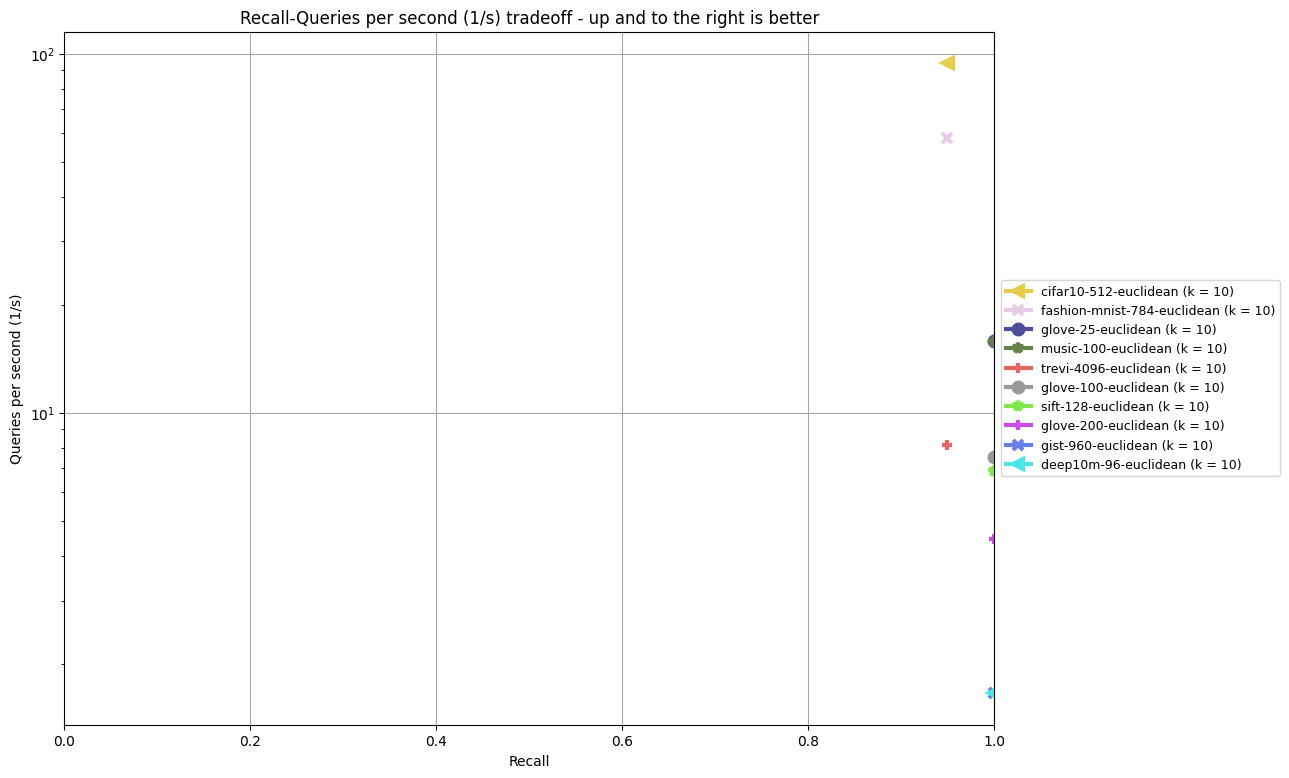 Recall-Queries per second (1/s) tradeoff - up and to the right is better
Queries per second (1/s)
10²
10¹
0.0 0.2 0.4 0.6 0.8 1.0
Recall
cifar10-512-euclidean (k = 10)
fashion-mnist-784-euclidean (k = 10)
glove-25-euclidean (k = 10)
music-100-euclidean (k = 10)
trevi-4096-euclidean (k = 10)
glove-100-euclidean (k = 10)
sift-128-euclidean (k = 10)
glove-200-euclidean (k = 10)
gist-960-euclidean (k = 10)
deep10m-96-euclidean (k = 10)